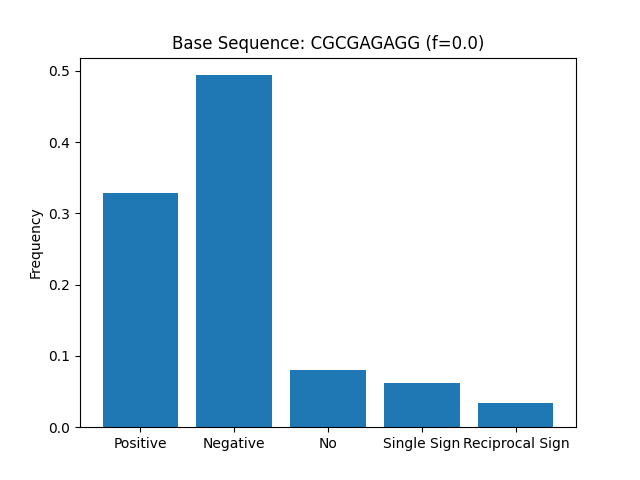 Base Sequence: CGCGAGAGG (f=0.0)
0.5
0.4
0.3
0.2
0.1
0.0
Frequency
Positive Negative No Single Sign Reciprocal Sign